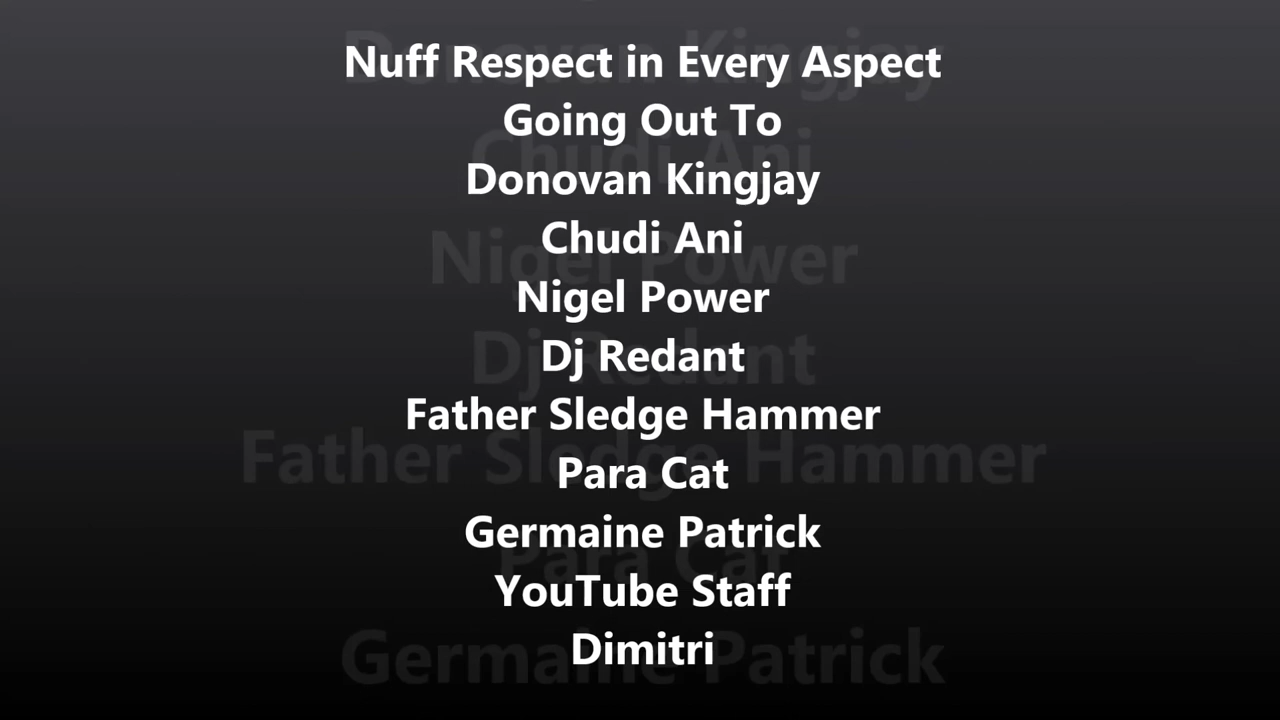 Nuff Respect in Every Aspect
Going Out To
Donovan Kingjay
Chudi Ani
Nigel Power
Dj Redant
Father Sledge Hammer
Para Cat
Germaine Patrick
YouTube Staff
Dimitri